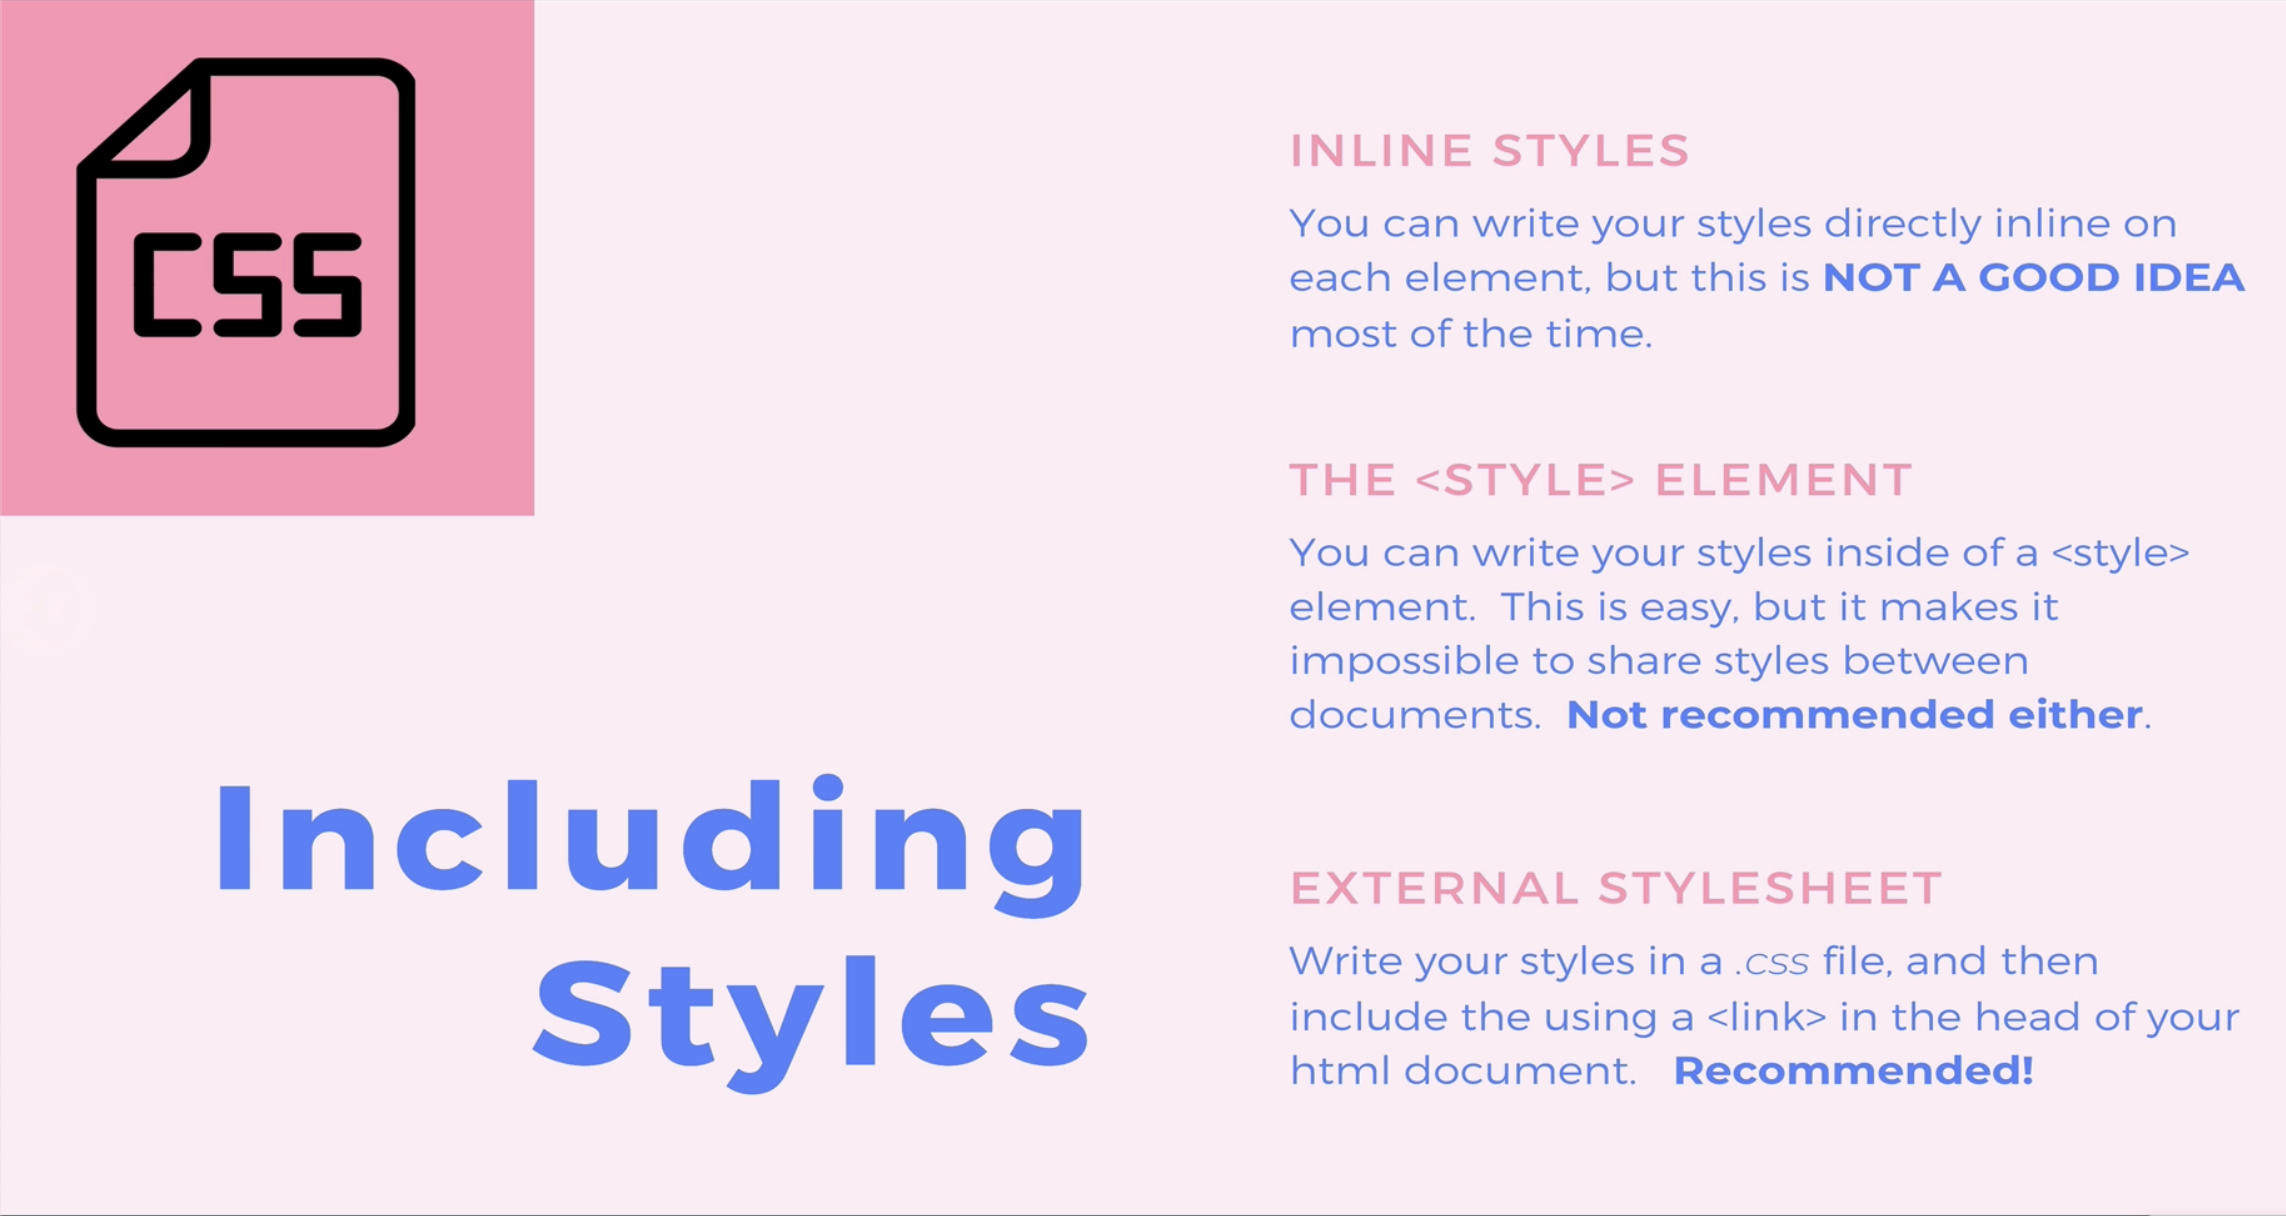 CSS
Including
Styles
INLINE STYLES
You can write your styles directly inline on
each element, but this is NOT A GOOD IDEA
most of the time.
THE <STYLE> ELEMENT
You can write your styles inside of a <style>
element.  This is easy, but it makes it
impossible to share styles between
documents.  Not recommended either.
EXTERNAL STYLESHEET
Write your styles in a .css file, and then
include the using a <link> in the head of your
html document.   Recommended!